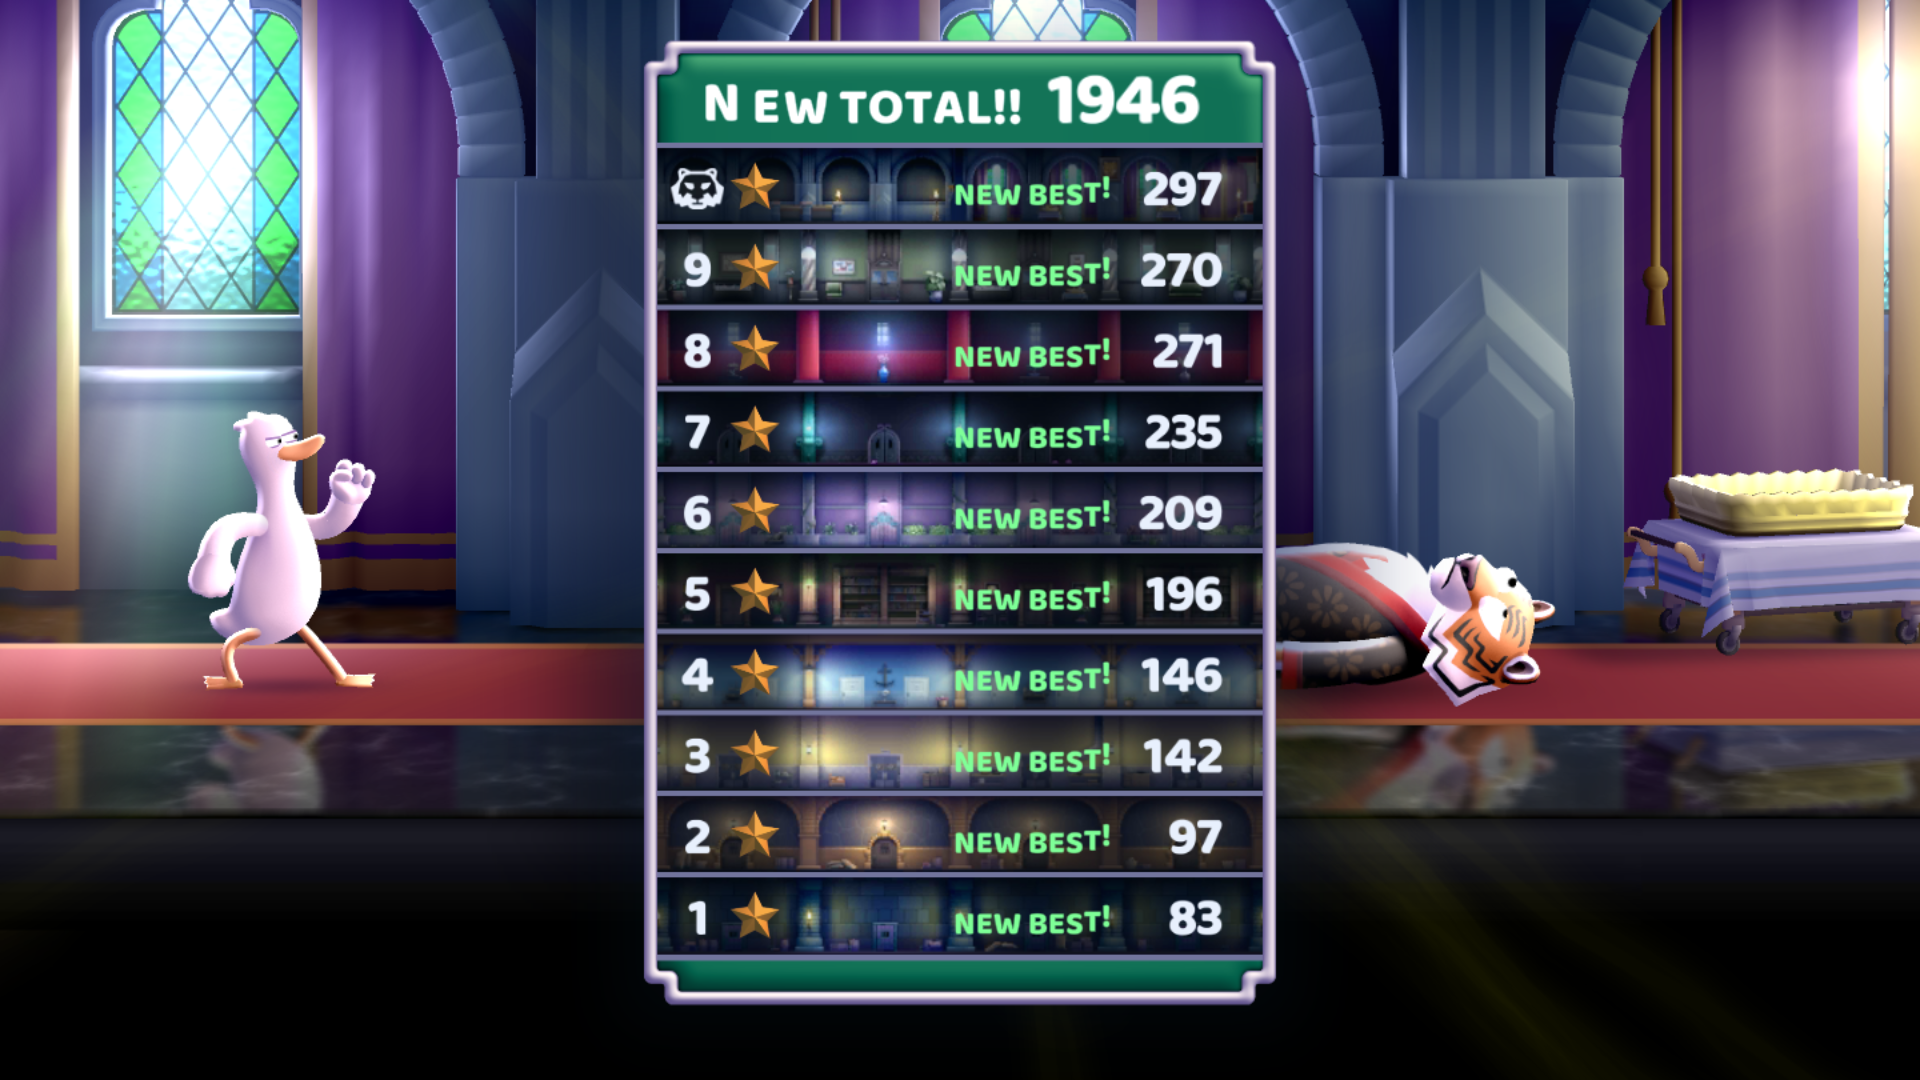 NEW TOTAL!! 1946
NEW BEST! 297
9 NEW BEST! 270
8 NEW BEST! 271
7 NEW BEST! 235
6 NEW BEST! 209
5 NEW BEST! 196
4 NEW BEST! 146
3 NEW BEST! 142
2 NEW BEST! 97
1 NEW BEST! 83